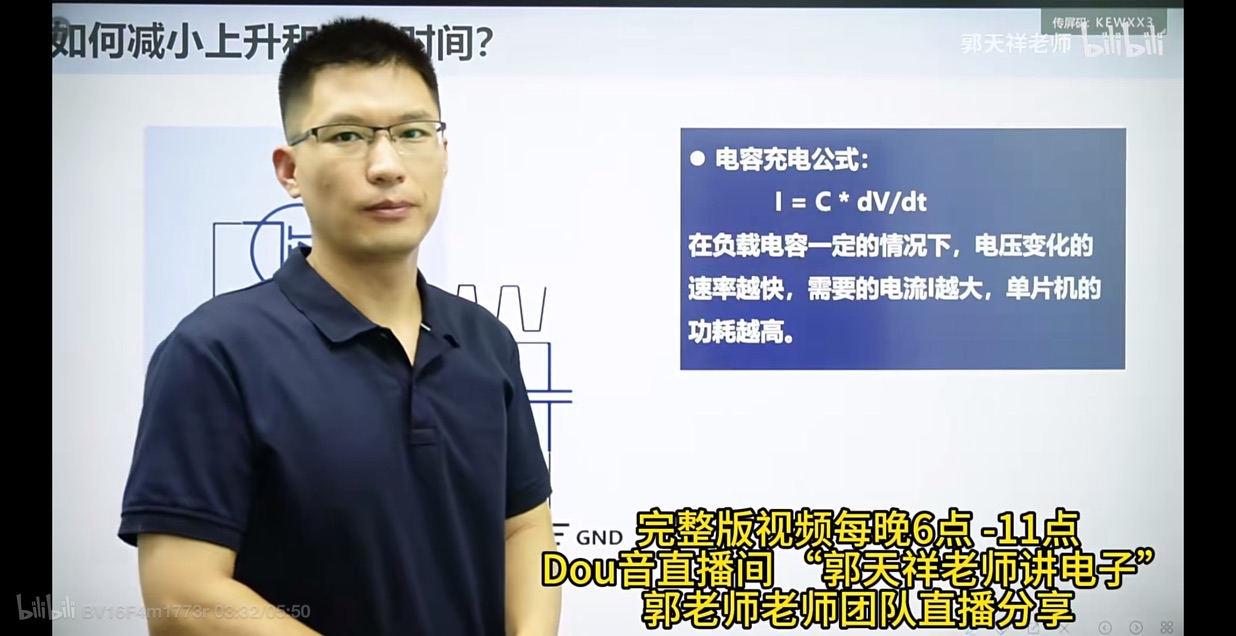 如何减小上升和
时间？
传屏码: KEWXX3
郭天祥老师
bilibili
● 电容充电公式：
I = C * dV/dt
在负载电容一定的情况下，电压变化的
速率越快，需要的电流I越大，单片机的
功耗越高。
GND
完整版视频每晚6点 -11点
Dou音直播间 “郭天祥老师讲电子”
郭老师老师团队直播分享
bilibili BV16F4m1773r 03:32/05:50